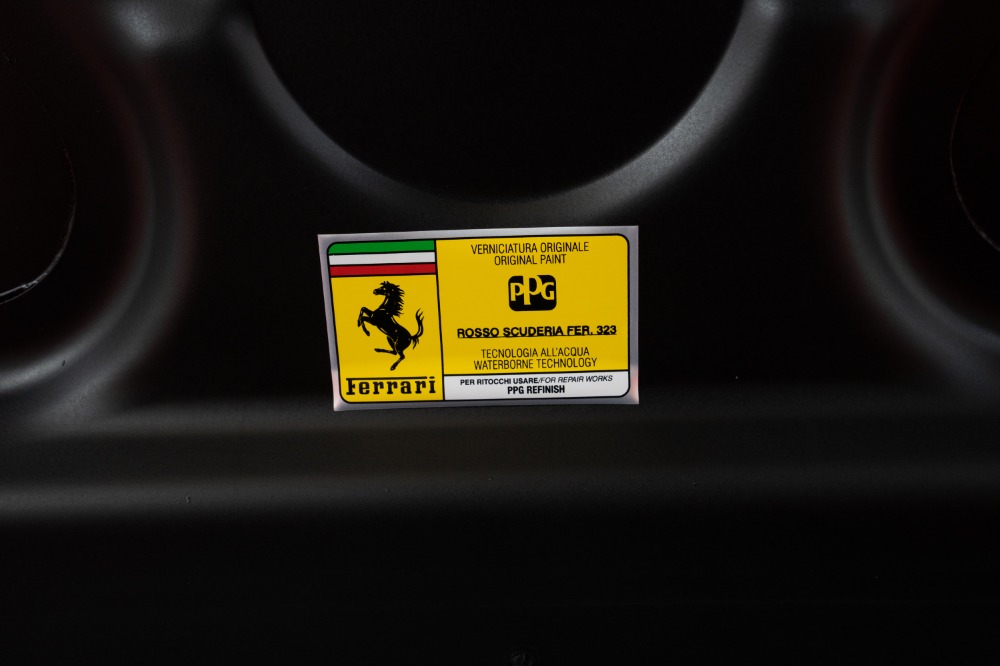 VERNICIATURA ORIGINALE
ORIGINAL PAINT
PPG
ROSSO SCUDERIA FER. 323
TECNOLOGIA ALL'ACQUA
WATERBORNE TECHNOLOGY
Ferrari
PER RITOCCHI USARE/FOR REPAIR WORKS
PPG REFINISH